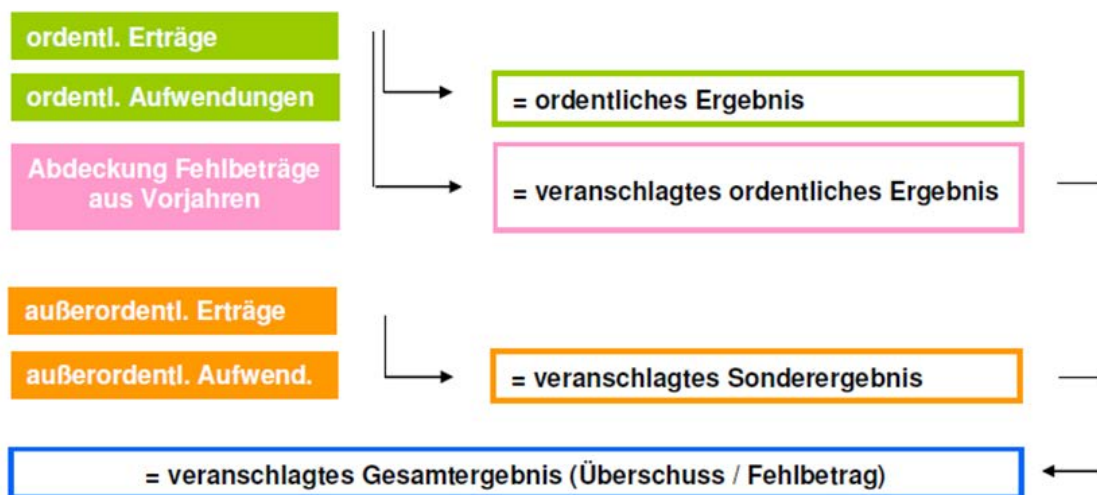 ordentl. Erträge
ordentl. Aufwendungen
= ordentliches Ergebnis
Abdeckung Fehlbeträge
aus Vorjahren
= veranschlagtes ordentliches Ergebnis
außerordentl. Erträge
außerordentl. Aufwend.
= veranschlagtes Sonderergebnis
= veranschlagtes Gesamtergebnis (Überschuss / Fehlbetrag)